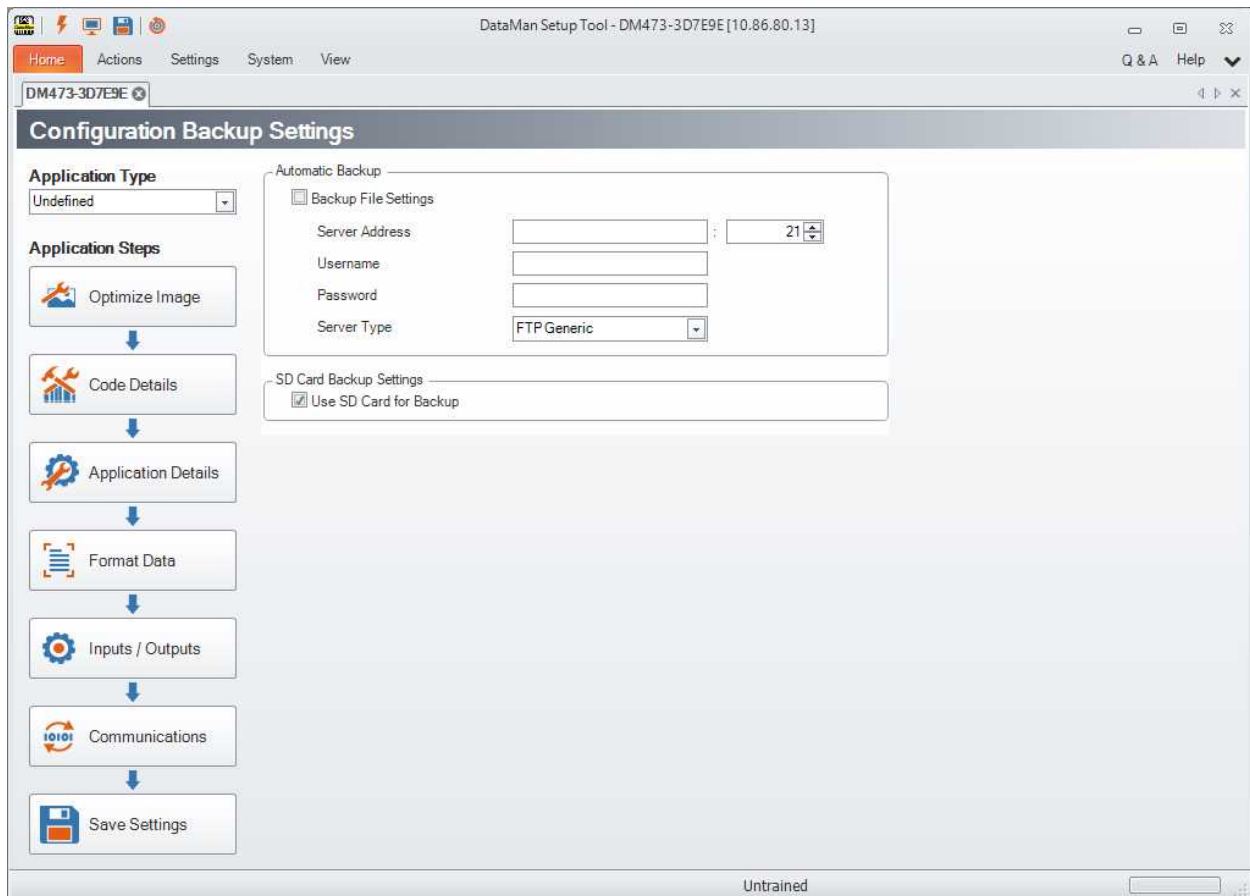 DataMan Setup Tool - DM473-3D7E9E [10.86.80.13]
Home Actions Settings System View Q & A Help
DM473-3D7E9E
Configuration Backup Settings
Application Type
Undefined
Application Steps
Optimize Image
Code Details
Application Details
Format Data
Inputs / Outputs
Communications
Save Settings
Automatic Backup
Backup File Settings
Server Address : 21
Username
Password
Server Type FTP Generic
SD Card Backup Settings
Use SD Card for Backup
Untrained